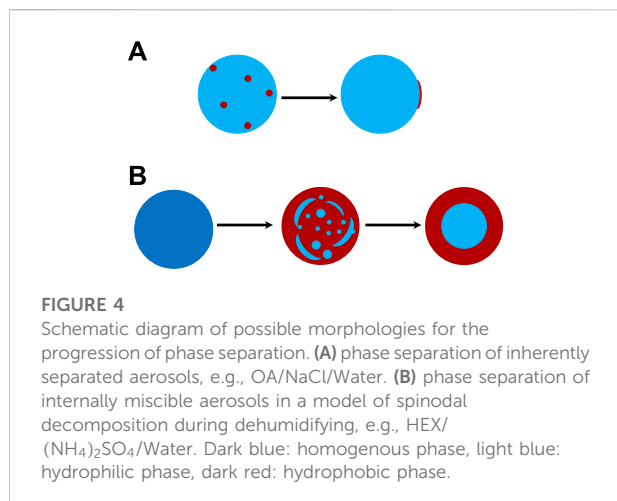 A
B
FIGURE 4
Schematic diagram of possible morphologies for the
progression of phase separation. (A) phase separation of inherently
separated aerosols, e.g., OA/NaCl/Water. (B) phase separation of
internally miscible aerosols in a model of spinodal
decomposition during dehumidifying, e.g., HEX/
(NH₄)₂SO₄/Water. Dark blue: homogenous phase, light blue:
hydrophilic phase, dark red: hydrophobic phase.